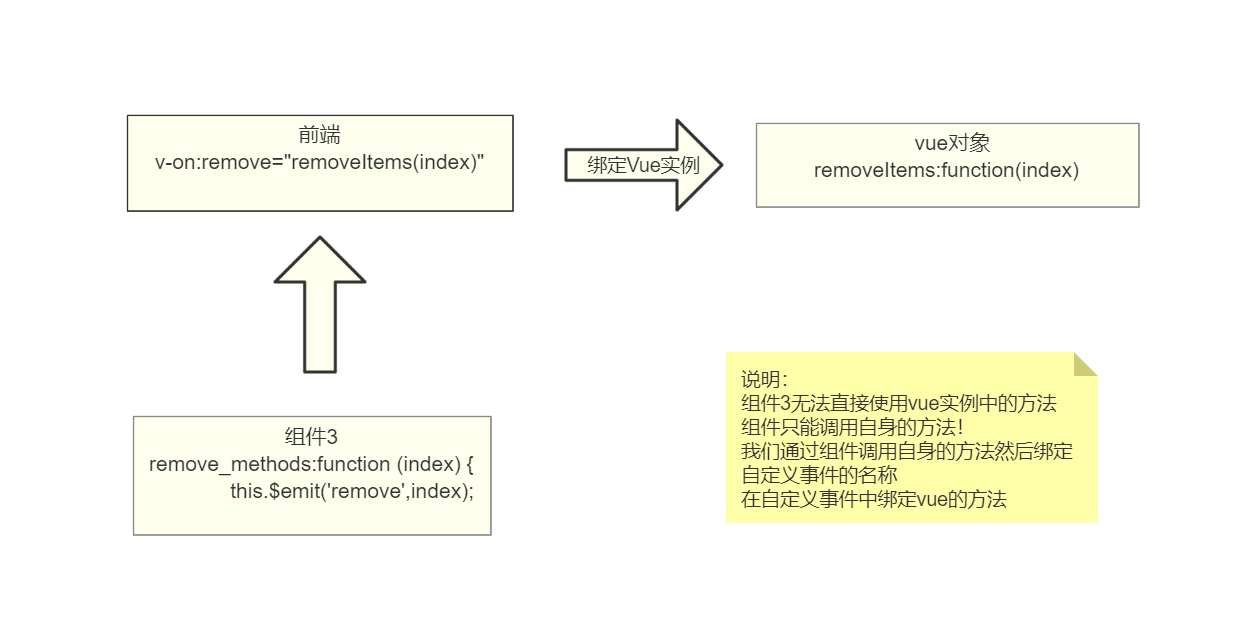 前端
v-on:remove="removeItems(index)"
绑定Vue实例
vue对象
removeItems:function(index)
组件3
remove_methods:function (index) {
this.$emit('remove',index);
说明：
组件3无法直接使用vue实例中的方法
组件只能调用自身的方法！
我们通过组件调用自身的方法然后绑定
自定义事件的名称
在自定义事件中绑定vue的方法